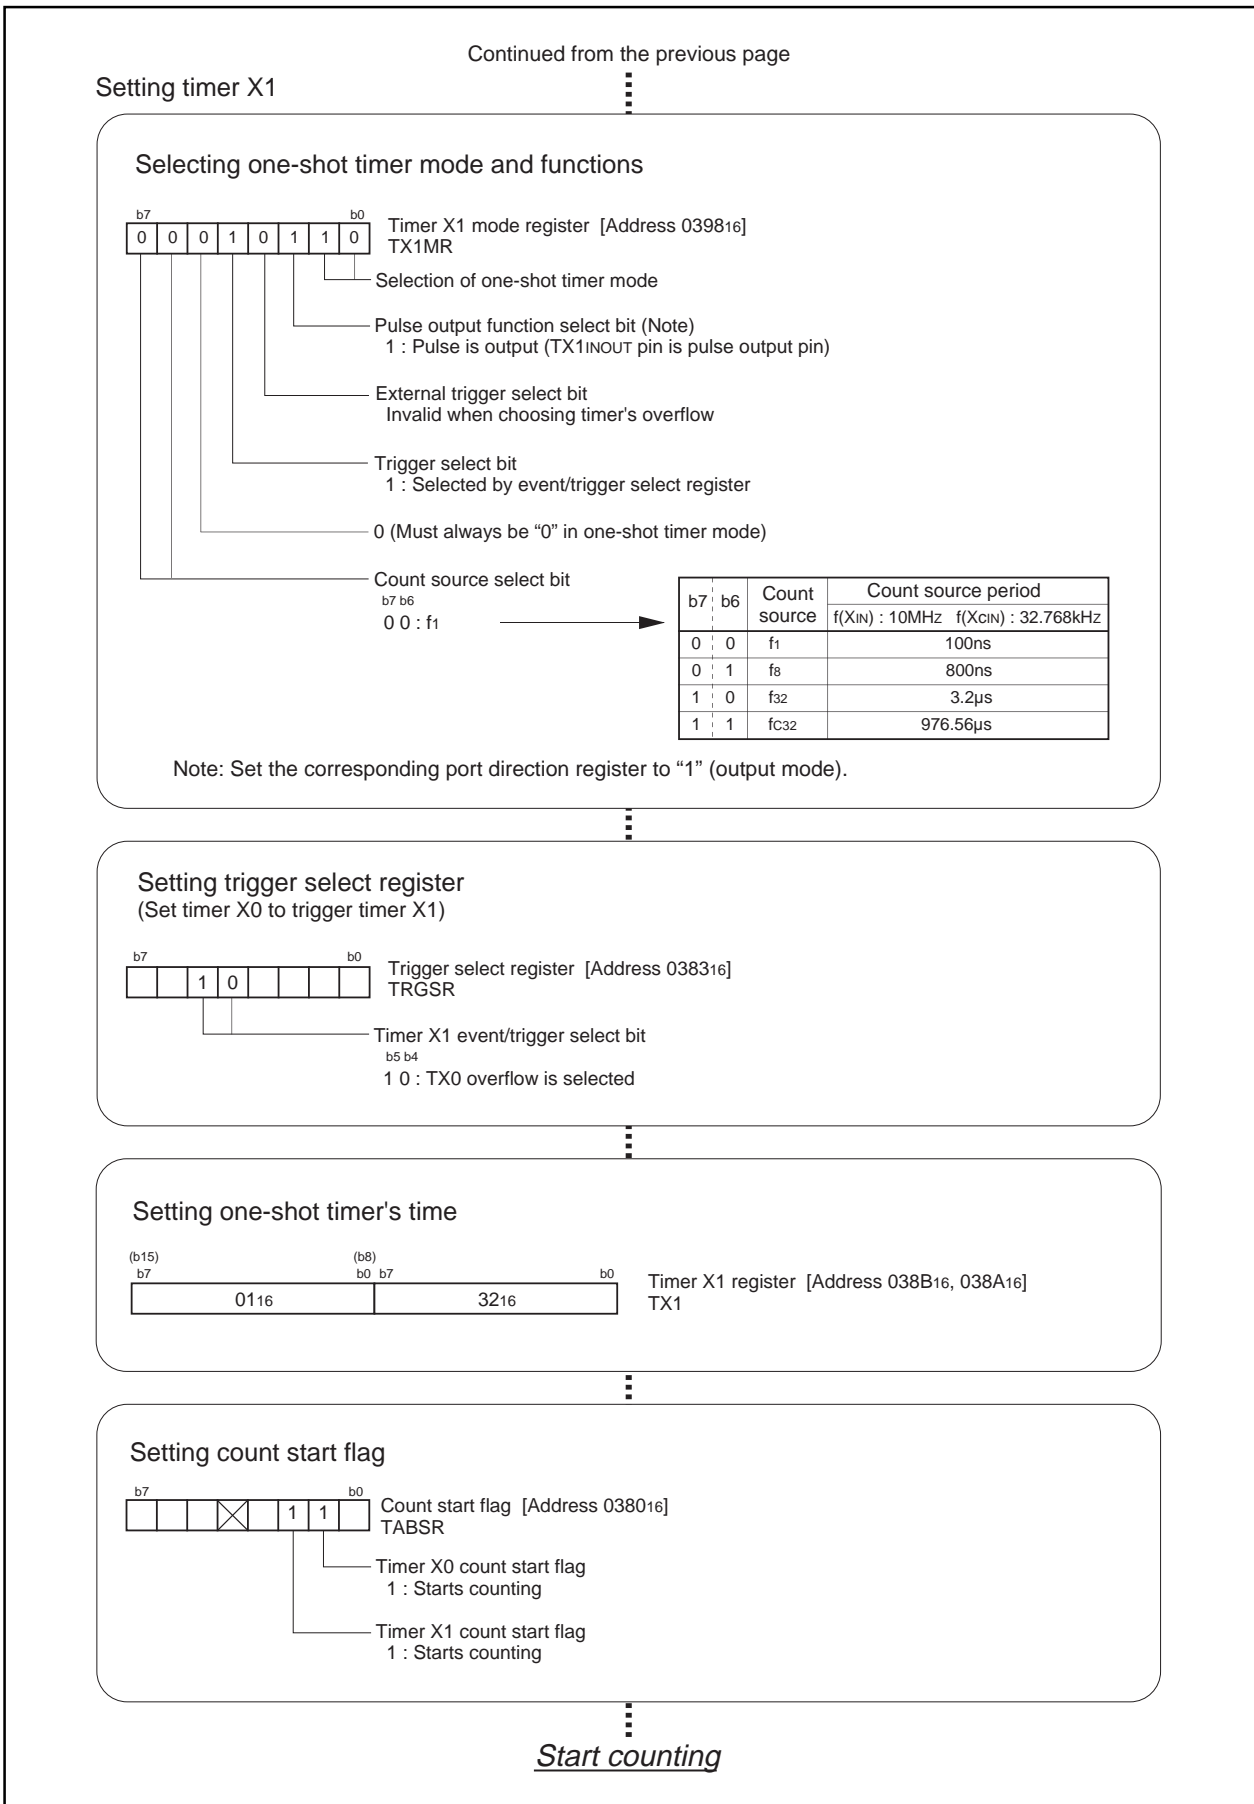 Continued from the previous page
Setting timer X1
Selecting one-shot timer mode and functions
b7 b0
0 0 0 1 0 1 1 0
Timer X1 mode register [Address 039816]
TX1MR
Selection of one-shot timer mode
Pulse output function select bit (Note)
1 : Pulse is output (TX1INOUT pin is pulse output pin)
External trigger select bit
Invalid when choosing timer's overflow
Trigger select bit
1 : Selected by event/trigger select register
0 (Must always be “0” in one-shot timer mode)
Count source select bit
b7 b6
0 0 : f1
b7 b6 Count source Count source period
f(XIN) : 10MHz f(XCIN) : 32.768kHz
0 0 f1 100ns
0 1 f8 800ns
1 0 f32 3.2µs
1 1 fC32 976.56µs
Note: Set the corresponding port direction register to “1” (output mode).
Setting trigger select register
(Set timer X0 to trigger timer X1)
b7 b0
1 0
Trigger select register [Address 038316]
TRGSR
Timer X1 event/trigger select bit
b5 b4
1 0 : TX0 overflow is selected
Setting one-shot timer's time
(b15) (b8)
b7 b0 b7 b0
0116 3216
Timer X1 register [Address 038B16, 038A16]
TX1
Setting count start flag
b7 b0
1 1
Count start flag [Address 038016]
TABSR
Timer X0 count start flag
1 : Starts counting
Timer X1 count start flag
1 : Starts counting
Start counting